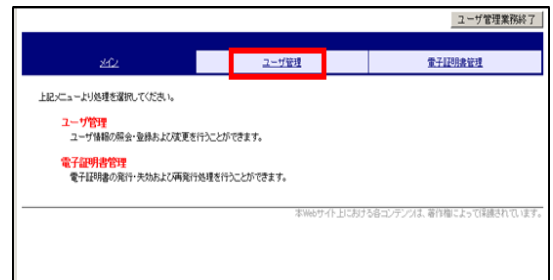 ユーザ管理業務終了
メイン
ユーザ管理
電子証明書管理
上記メニューより処理を選択してください。
ユーザ管理
ユーザ情報の照会・登録および変更を行うことができます。
電子証明書管理
電子証明書の発行・失効および再発行処理を行うことができます。
本Webサイト上における各コンテンツは、著作権によって保護されています。